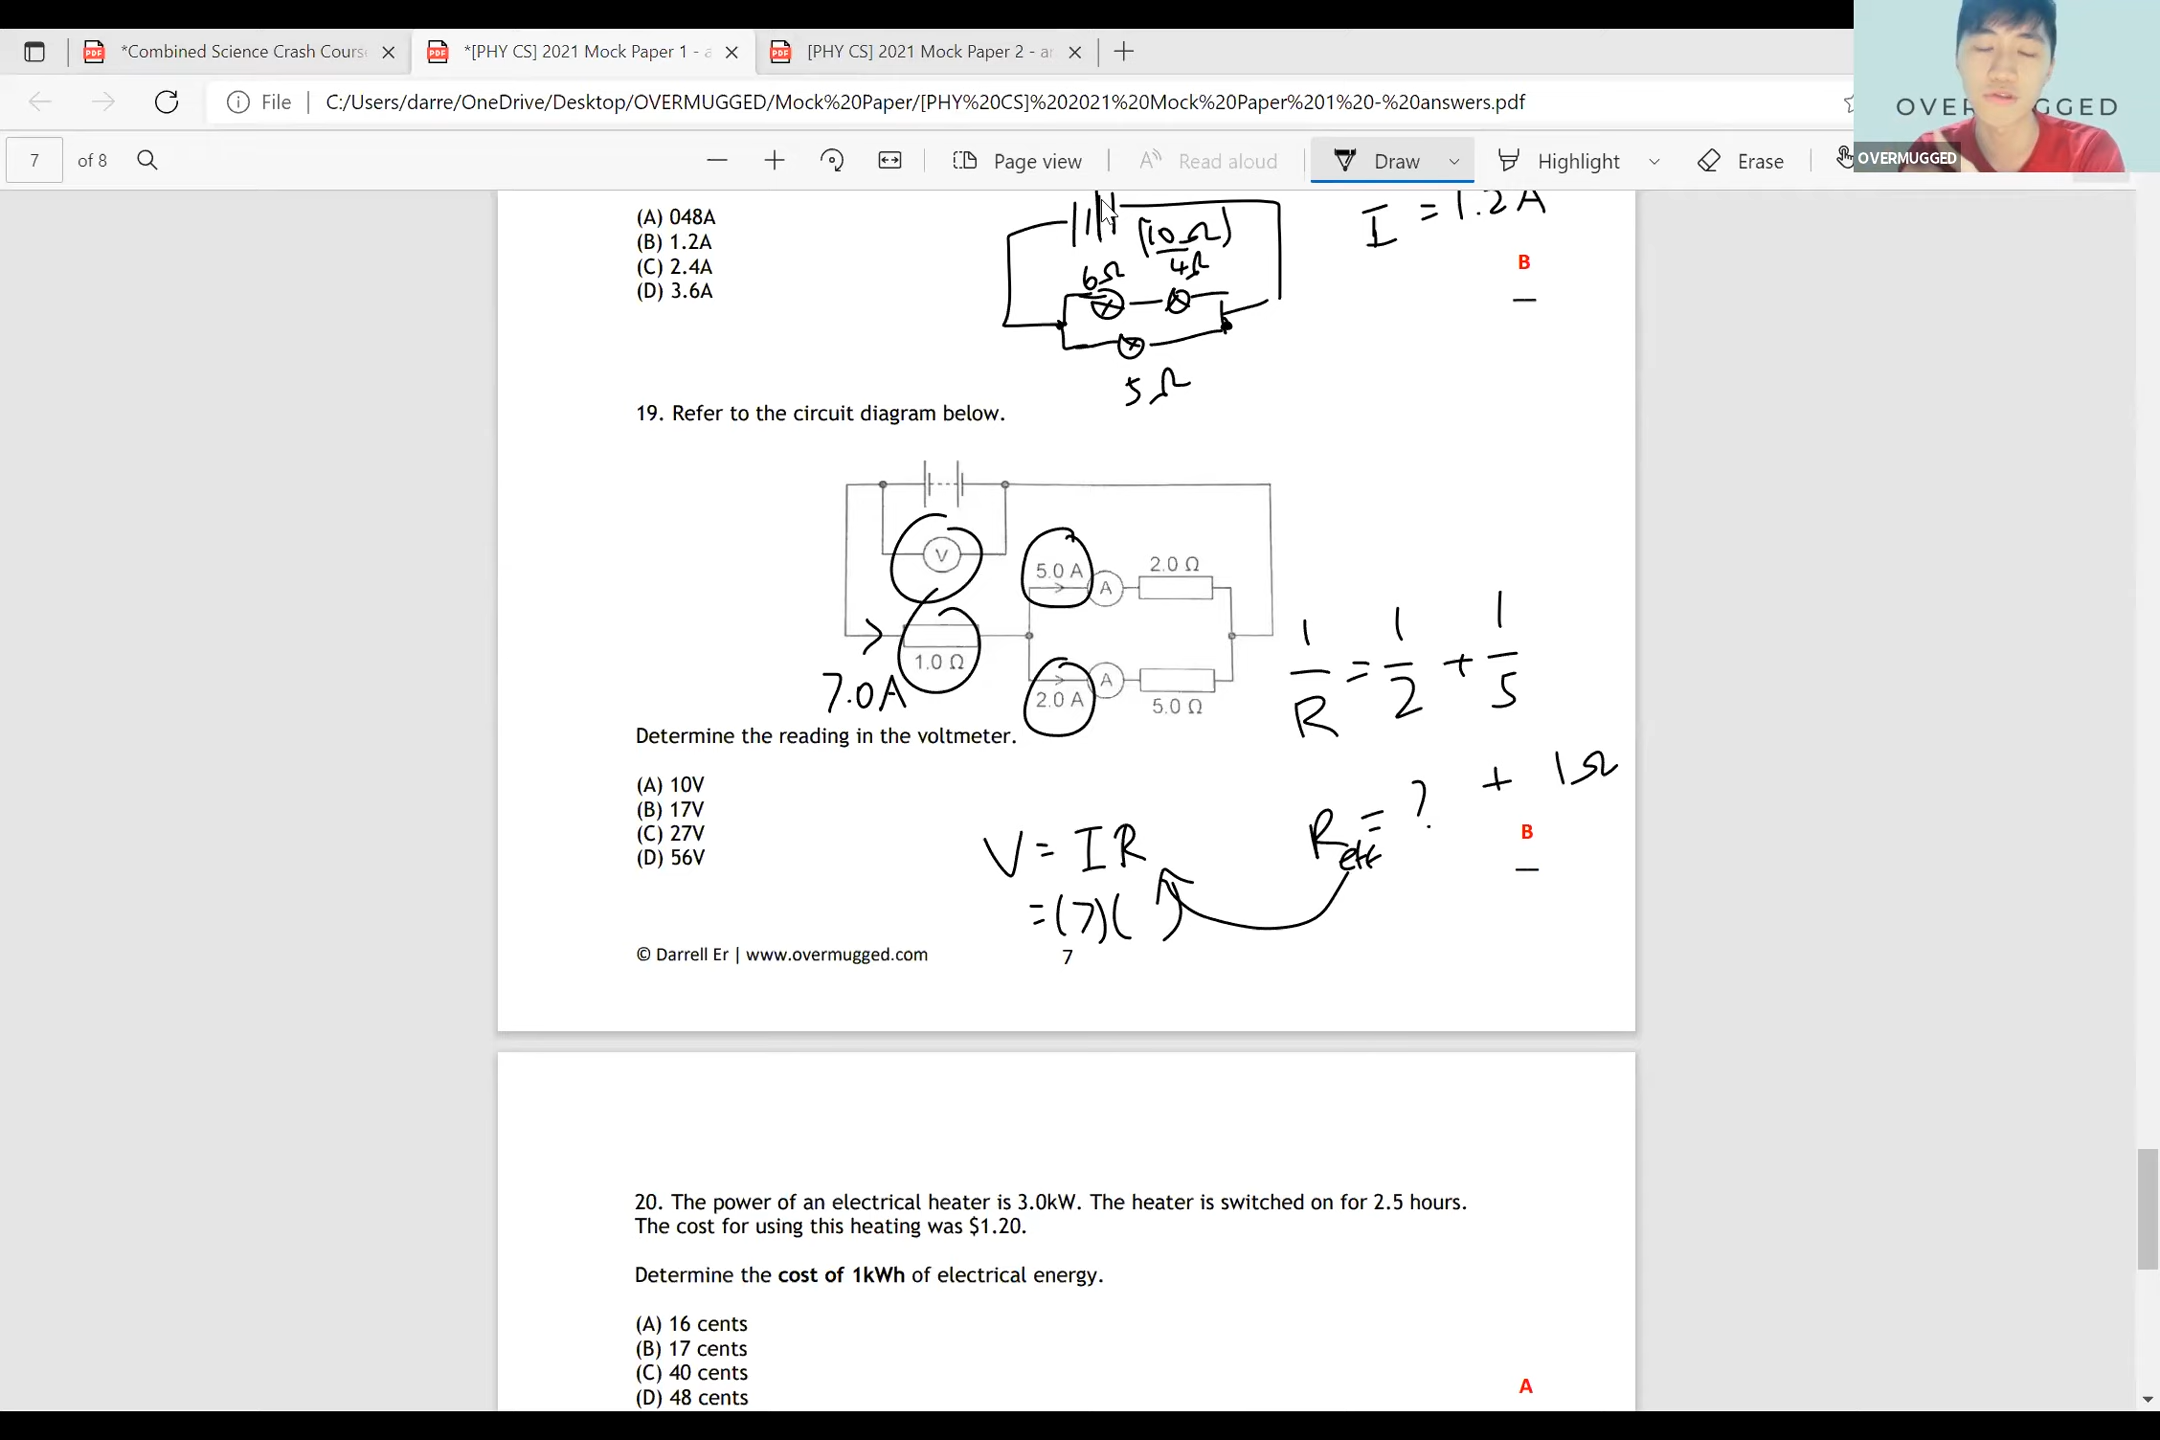 *Combined Science Crash Cours
*[PHY CS] 2021 Mock Paper 1 - a
[PHY CS] 2021 Mock Paper 2 - ar
File
C:/Users/darre/OneDrive/Desktop/OVERMUGGED/Mock%20Paper/[PHY%20CS]%202021%20Mock%20Paper%201%20-%20answers.pdf
7 of 8
Page view
Read aloud
Draw
Highlight
Erase
OVERMUGGED
(A) 048A
(B) 1.2A
(C) 2.4A
(D) 3.6A
(10Ω)
6Ω
4Ω
5Ω
I = 1.2A
B
19. Refer to the circuit diagram below.
V
5.0 A
A
2.0 Ω
1.0 Ω
7.0A
2.0 A
A
5.0 Ω
1/R = 1/2 + 1/5
Determine the reading in the voltmeter.
(A) 10V
(B) 17V
(C) 27V
(D) 56V
Reff = ? + 1Ω
V = IR
= (7)( )
B
© Darrell Er | www.overmugged.com
7
20. The power of an electrical heater is 3.0kW. The heater is switched on for 2.5 hours.
The cost for using this heating was $1.20.
Determine the cost of 1kWh of electrical energy.
(A) 16 cents
(B) 17 cents
(C) 40 cents
(D) 48 cents
A